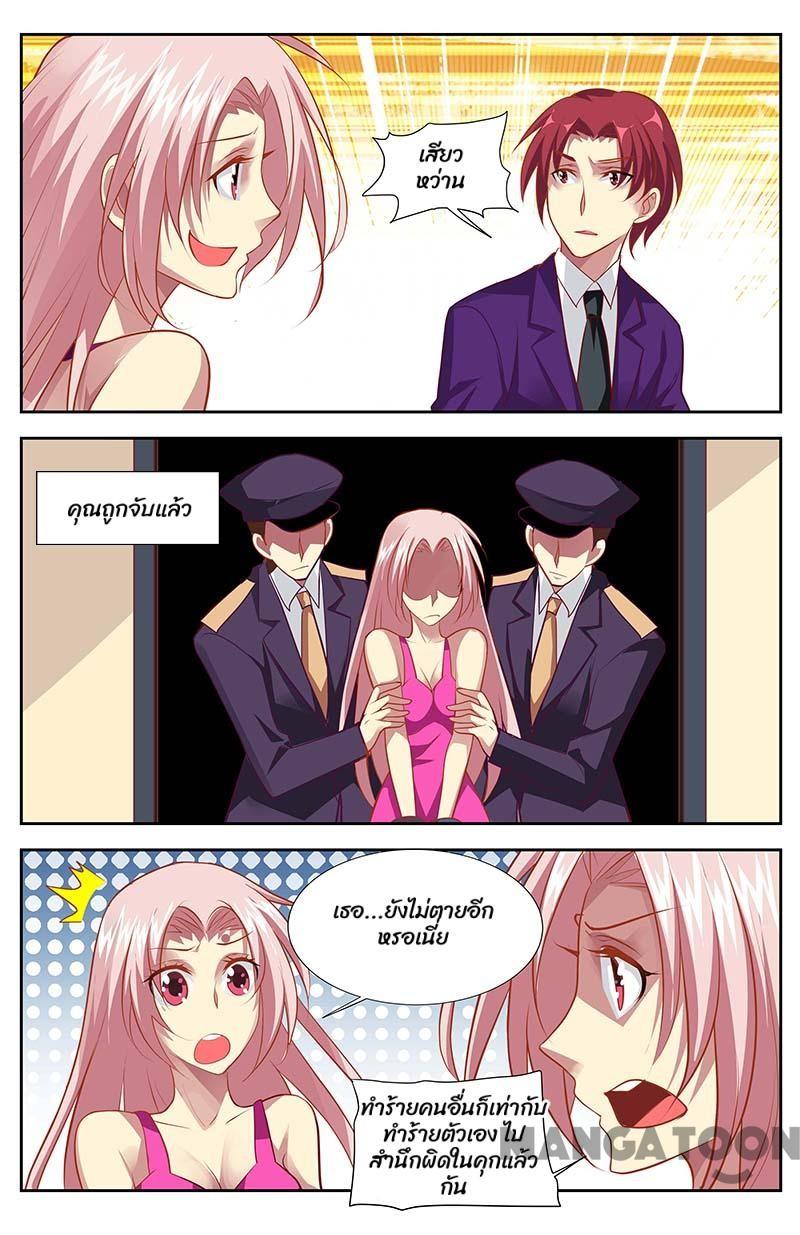 เสียว
หว่าน
คุณถูกจับแล้ว
เธอ...ยังไม่ตายอีก
หรอเนี่ย
ทำร้ายคนอื่นก็เท่ากับ
ทำร้ายตัวเอง ไป
สำนึกผิดในคุกแล้ว
กัน
MANGATOON